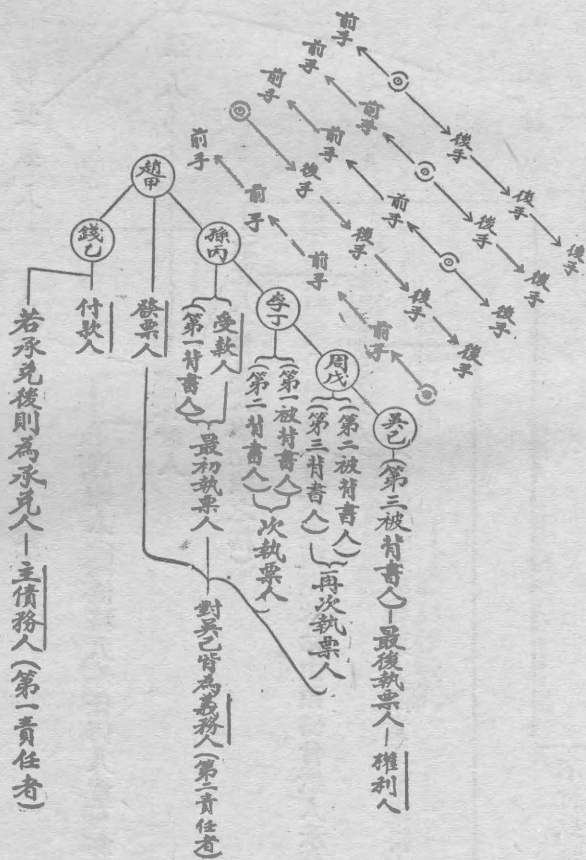 前手 後手 後手 後手
前手 前手 後手 後手
前手 前手 前手 後手
後手 後手 後手 後手
前手 前手 前手 前手
趙甲
錢乙
孫丙
李丁
周戊
吳己
(第三被背書人)—最後執票人—權利人
(第二被背書人)
(第三背書人)
再次執票人
(第一被背書人)
(第二背書人)
次執票人
受款人
(第一背書人)
最初執票人
對吳己皆為義務人(第二責任者)
發票人
付款人
若承兌後則為承兌人—主債務人(第一責任者)